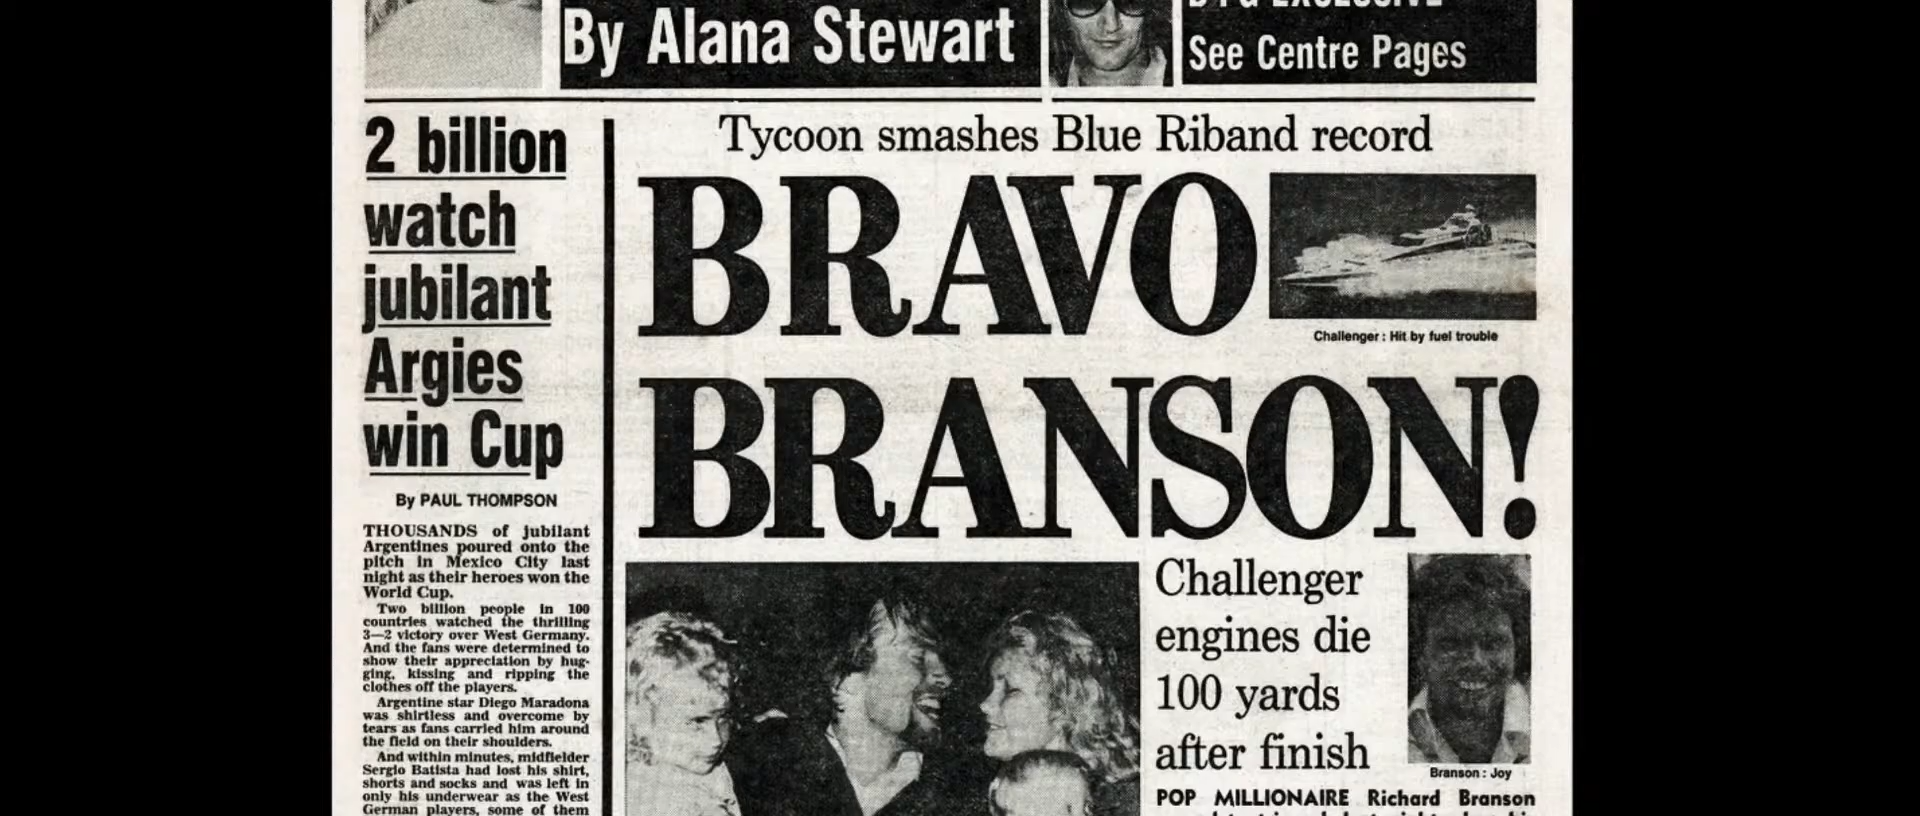 By Alana Stewart
EXCLUSIVE
See Centre Pages
2 billion
watch
jubilant
Argies
win Cup
By PAUL THOMPSON
THOUSANDS of jubilant
Argentines poured onto the
pitch in Mexico City last
night as their heroes won the
World Cup.
Two billion people in 100
countries watched the thrilling
3—2 victory over West Germany.
And the fans were determined to
show their appreciation by hug-
ging, kissing and ripping the
clothes off the players.
Argentine star Diego Maradona
was shirtless and overcome by
tears as fans carried him around
the field on their shoulders.
And within minutes, midfielder
Sergio Batista had lost his shirt,
shorts and socks and was left in
only his underwear as the West
German players, some of them
Tycoon smashes Blue Riband record
BRAVO
Challenger : Hit by fuel trouble
BRANSON!
Challenger
engines die
100 yards
after finish
Branson : Joy
POP MILLIONAIRE Richard Branson